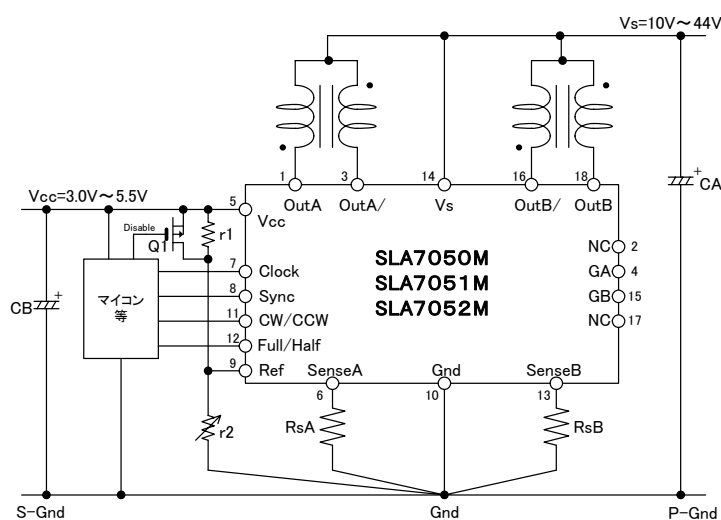 Vs=10V～44V
CA
+
1
3
14
16
18
OutA
OutA/
Vs
OutB/
OutB
Vcc=3.0V～5.5V
5
Vcc
Disable
Q1
r1
SLA7050M
SLA7051M
SLA7052M
NC 2
GA 4
GB 15
NC 17
7 Clock
8 Sync
11 CW/CCW
12 Full/Half
9 Ref
マイコン
等
CB
+
SenseA
Gnd
SenseB
6
10
13
r2
RsA
RsB
S-Gnd
Gnd
P-Gnd